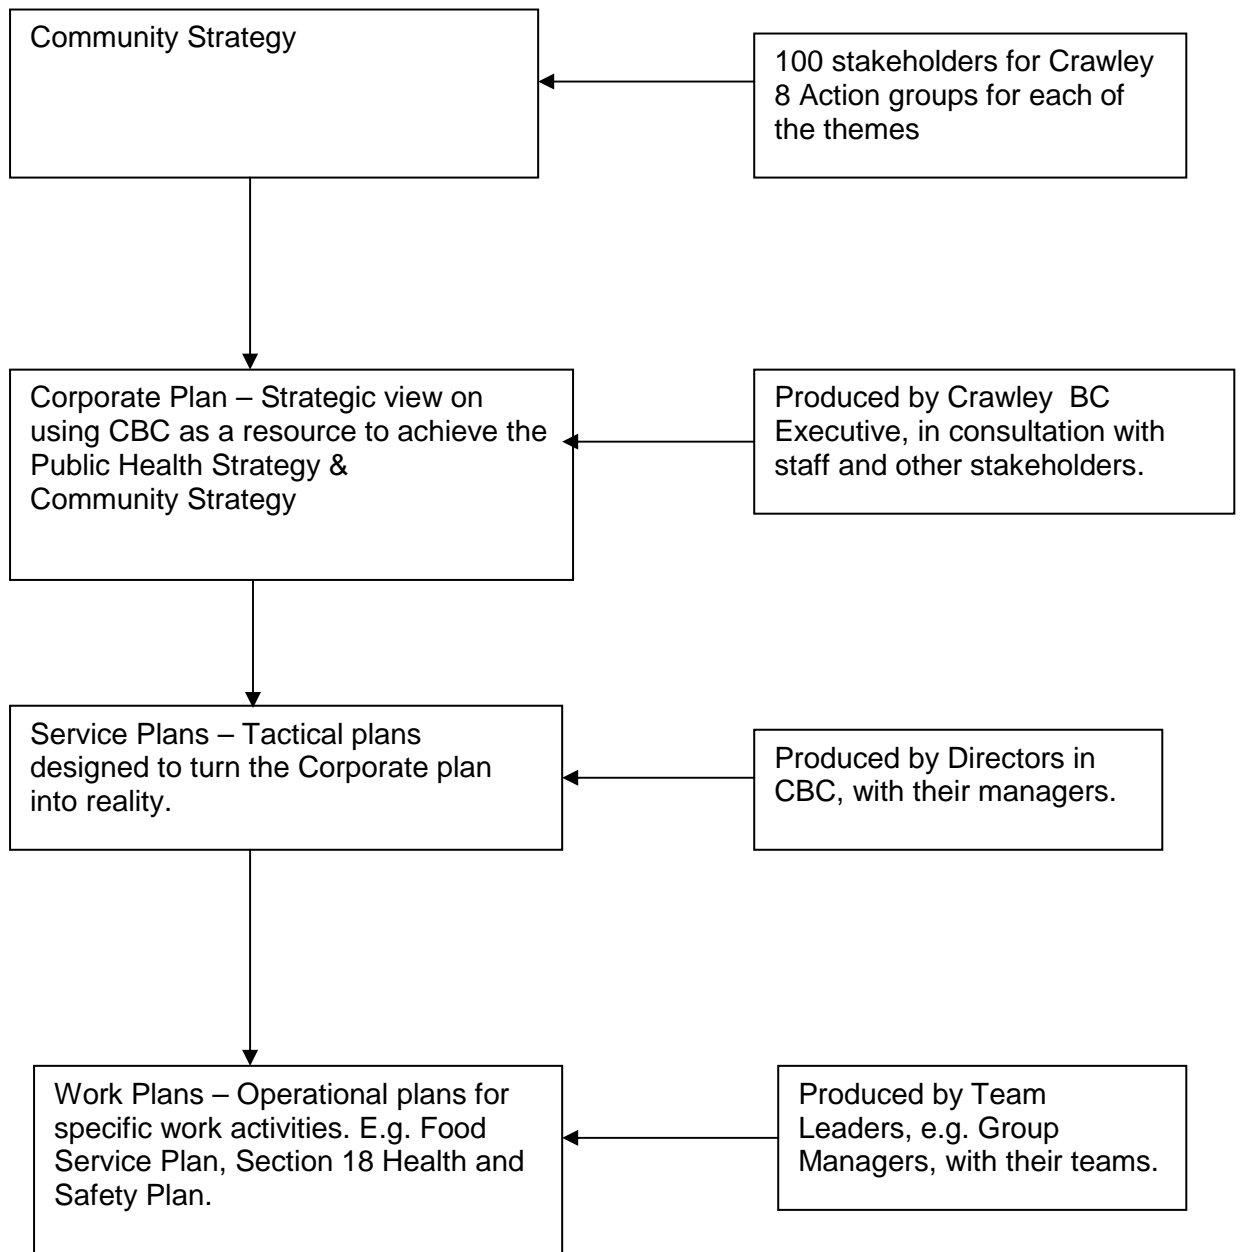 Community Strategy
100 stakeholders for Crawley
8 Action groups for each of
the themes
Corporate Plan – Strategic view on
using CBC as a resource to achieve the
Public Health Strategy &
Community Strategy
Produced by Crawley  BC
Executive, in consultation with
staff and other stakeholders.
Service Plans – Tactical plans
designed to turn the Corporate plan
into reality.
Produced by Directors in
CBC, with their managers.
Work Plans – Operational plans for
specific work activities. E.g. Food
Service Plan, Section 18 Health and
Safety Plan.
Produced by Team
Leaders, e.g. Group
Managers, with their teams.